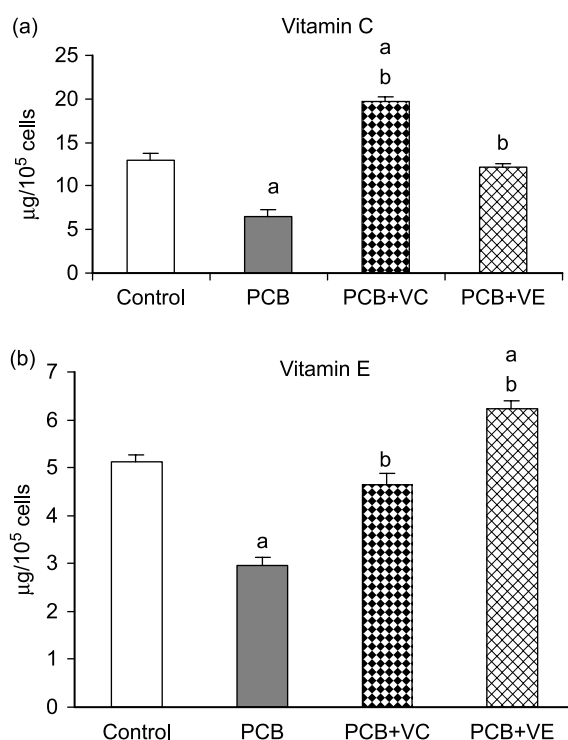 (a)
Vitamin C
µg/10⁵ cells
25
20
15
10
5
0
a
a
b
b
Control PCB PCB+VC PCB+VE
(b)
Vitamin E
µg/10⁵ cells
7
6
5
4
3
2
1
0
a
b
a
b
Control PCB PCB+VC PCB+VE